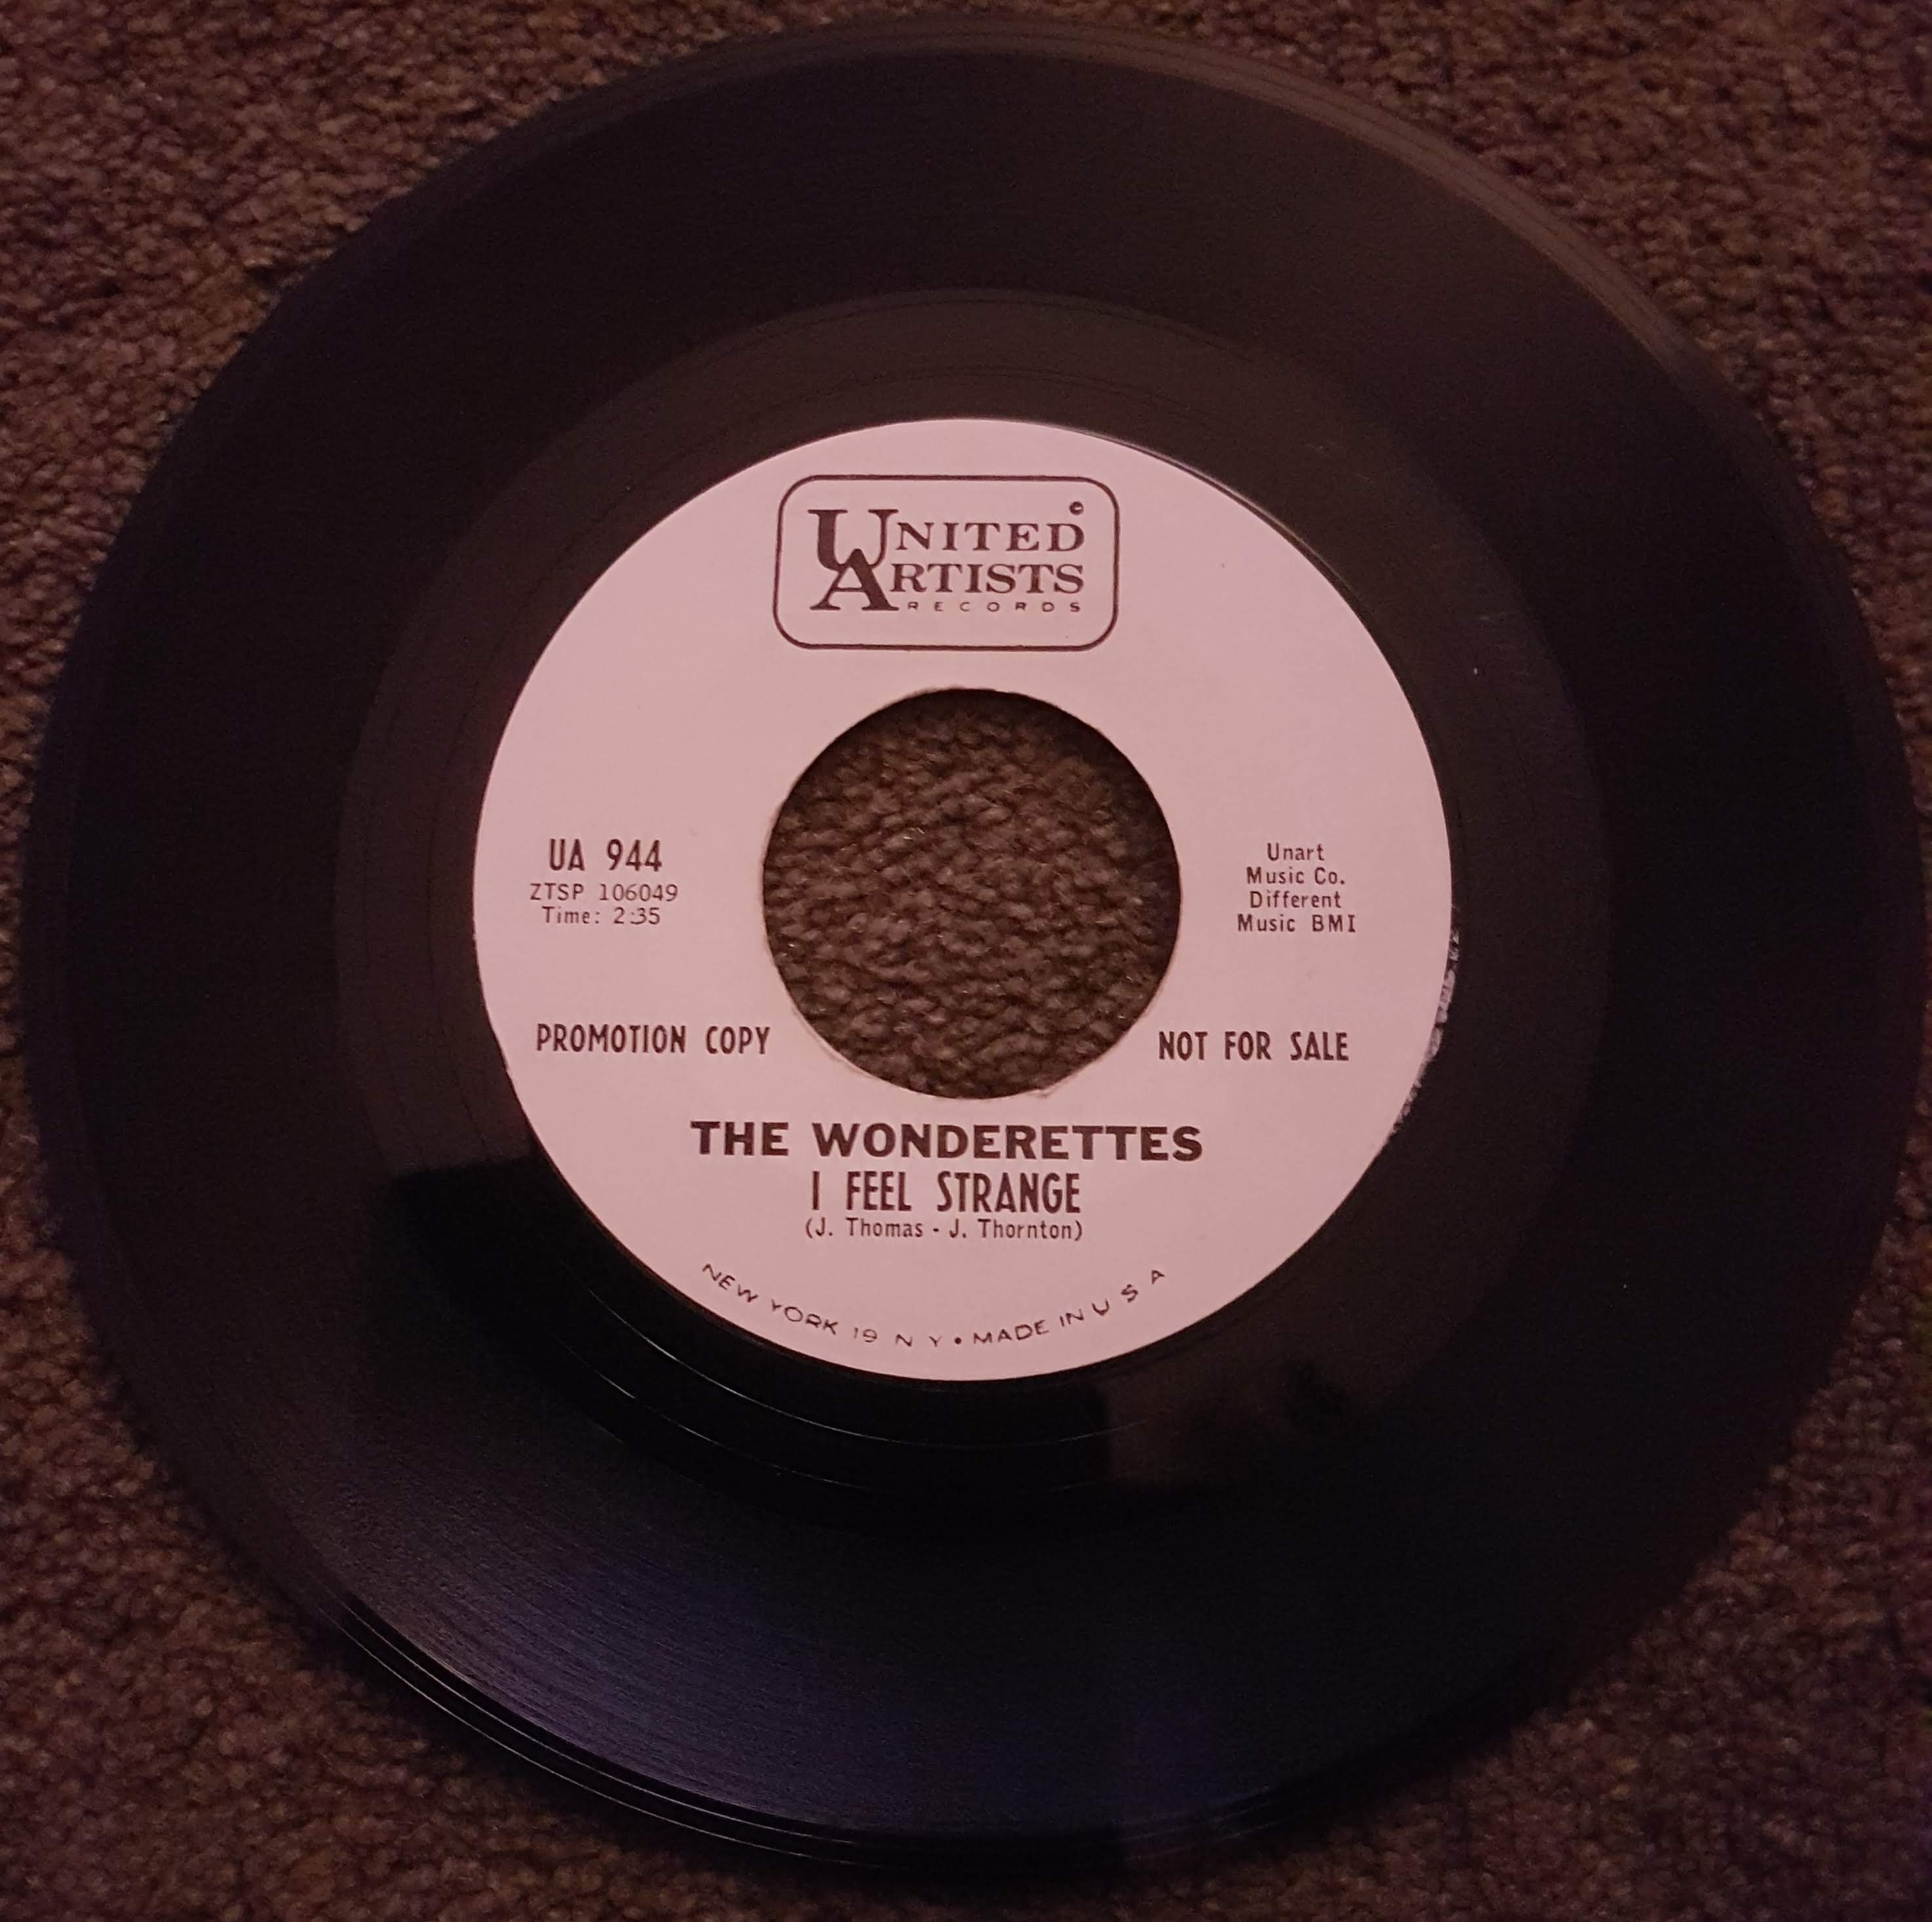 ©
UNITED
ARTISTS
RECORDS
UA 944
ZTSP 106049
Time: 2:35
Unart
Music Co.
Different
Music BMI
PROMOTION COPY
NOT FOR SALE
THE WONDERETTES
I FEEL STRANGE
(J. Thomas - J. Thornton)
NEW YORK 19 N Y • MADE IN U S A